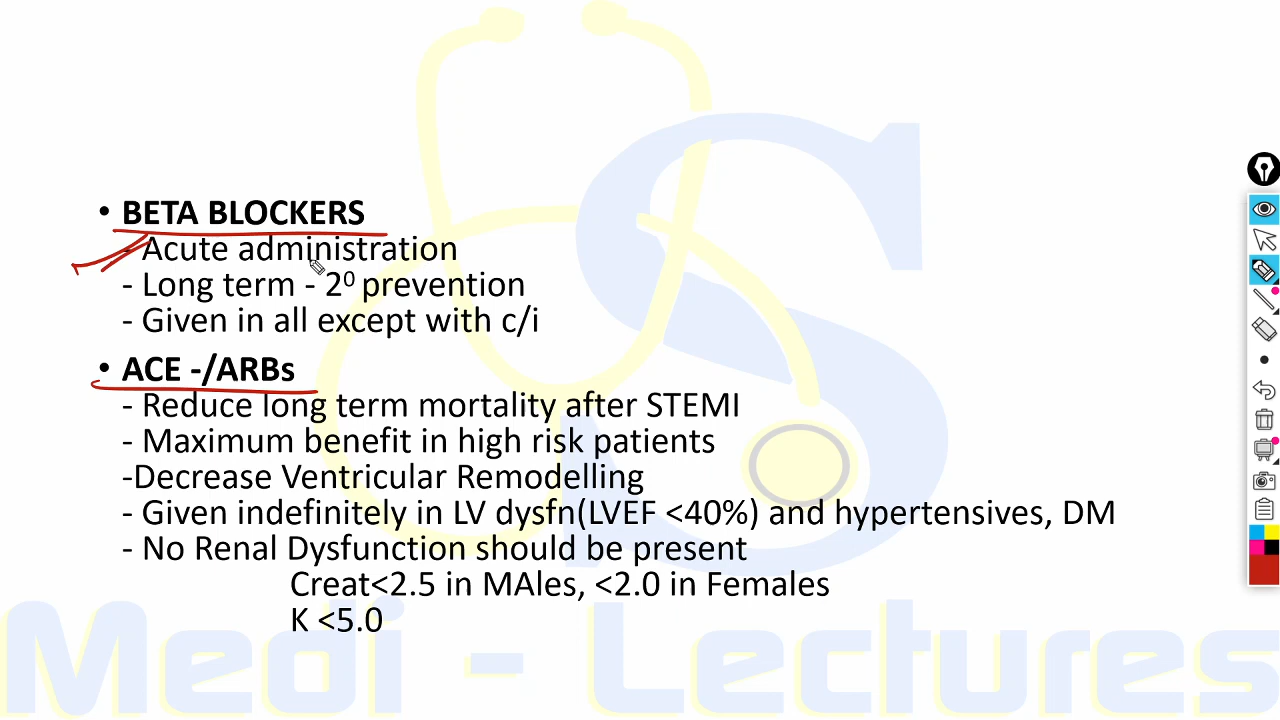 • BETA BLOCKERS
- Acute administration
- Long term - 2⁰ prevention
- Given in all except with c/i
• ACE -/ARBs
- Reduce long term mortality after STEMI
- Maximum benefit in high risk patients
-Decrease Ventricular Remodelling
- Given indefinitely in LV dysfn(LVEF <40%) and hypertensives, DM
- No Renal Dysfunction should be present
Creat<2.5 in MAles, <2.0 in Females
K <5.0
Medi - Lectures